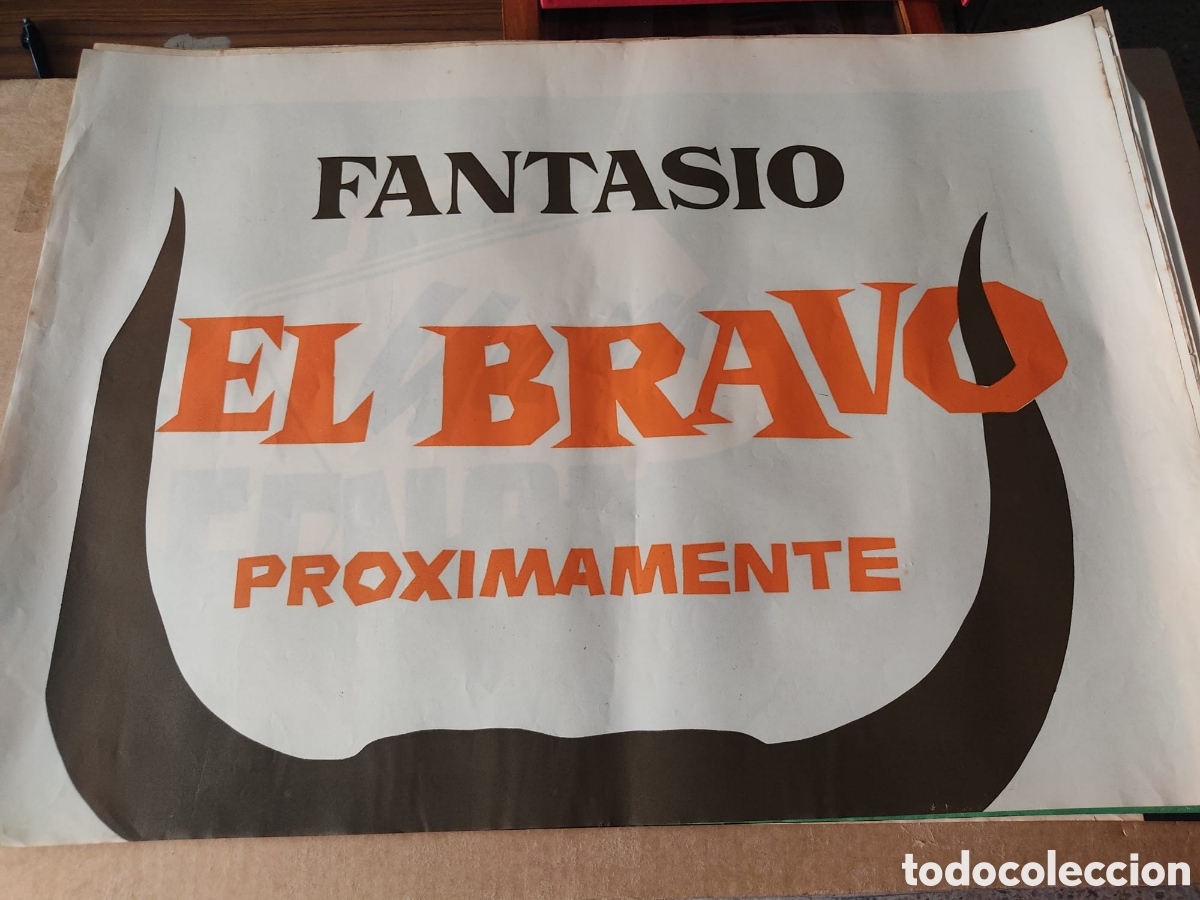 FANTASIO
EL BRAVO
PROXIMAMENTE
todocoleccion